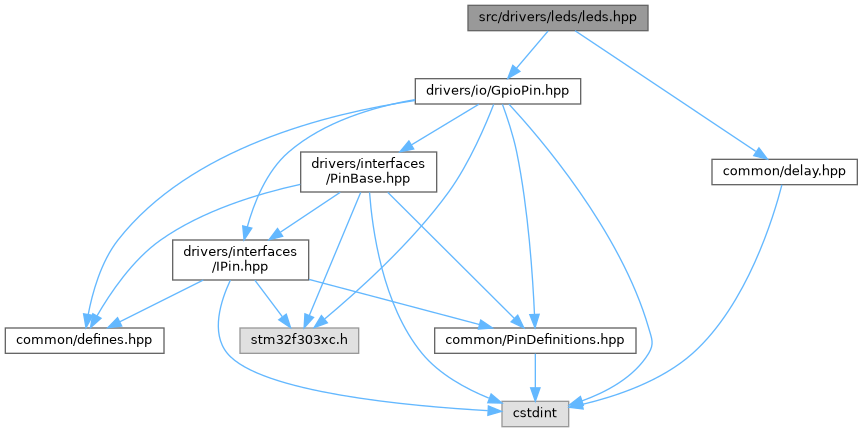 src/drivers/leds/leds.hpp
drivers/io/GpioPin.hpp
drivers/interfaces
/PinBase.hpp
common/delay.hpp
drivers/interfaces
/IPin.hpp
common/defines.hpp
stm32f303xc.h
common/PinDefinitions.hpp
cstdint